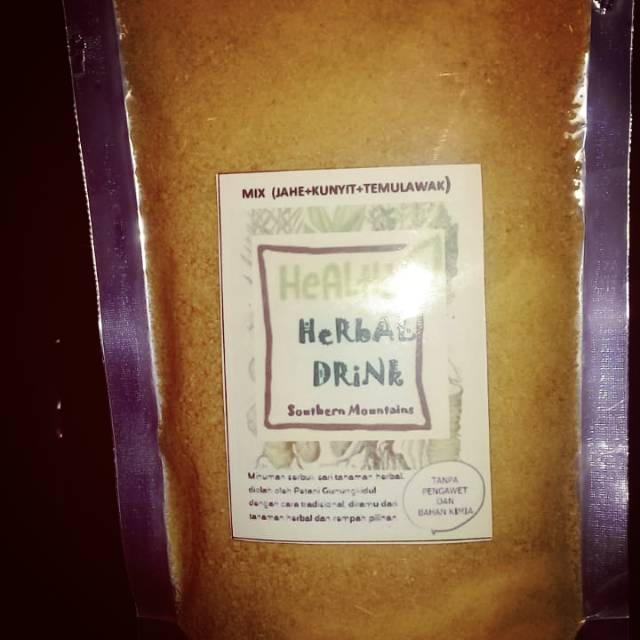 MIX (JAHE+KUNYIT+TEMULAWAK)
HeALTHY
HeRbAL
DRiNk
Southern Mountains
Minuman serbuk sari tanaman herbal
diolah oleh Petani Gunungkidul
dengan cara tradisional, diramu dari
tanaman herbal dan rempah pilihan
TANPA
PENGAWET
DAN
BAHAN KIMIA